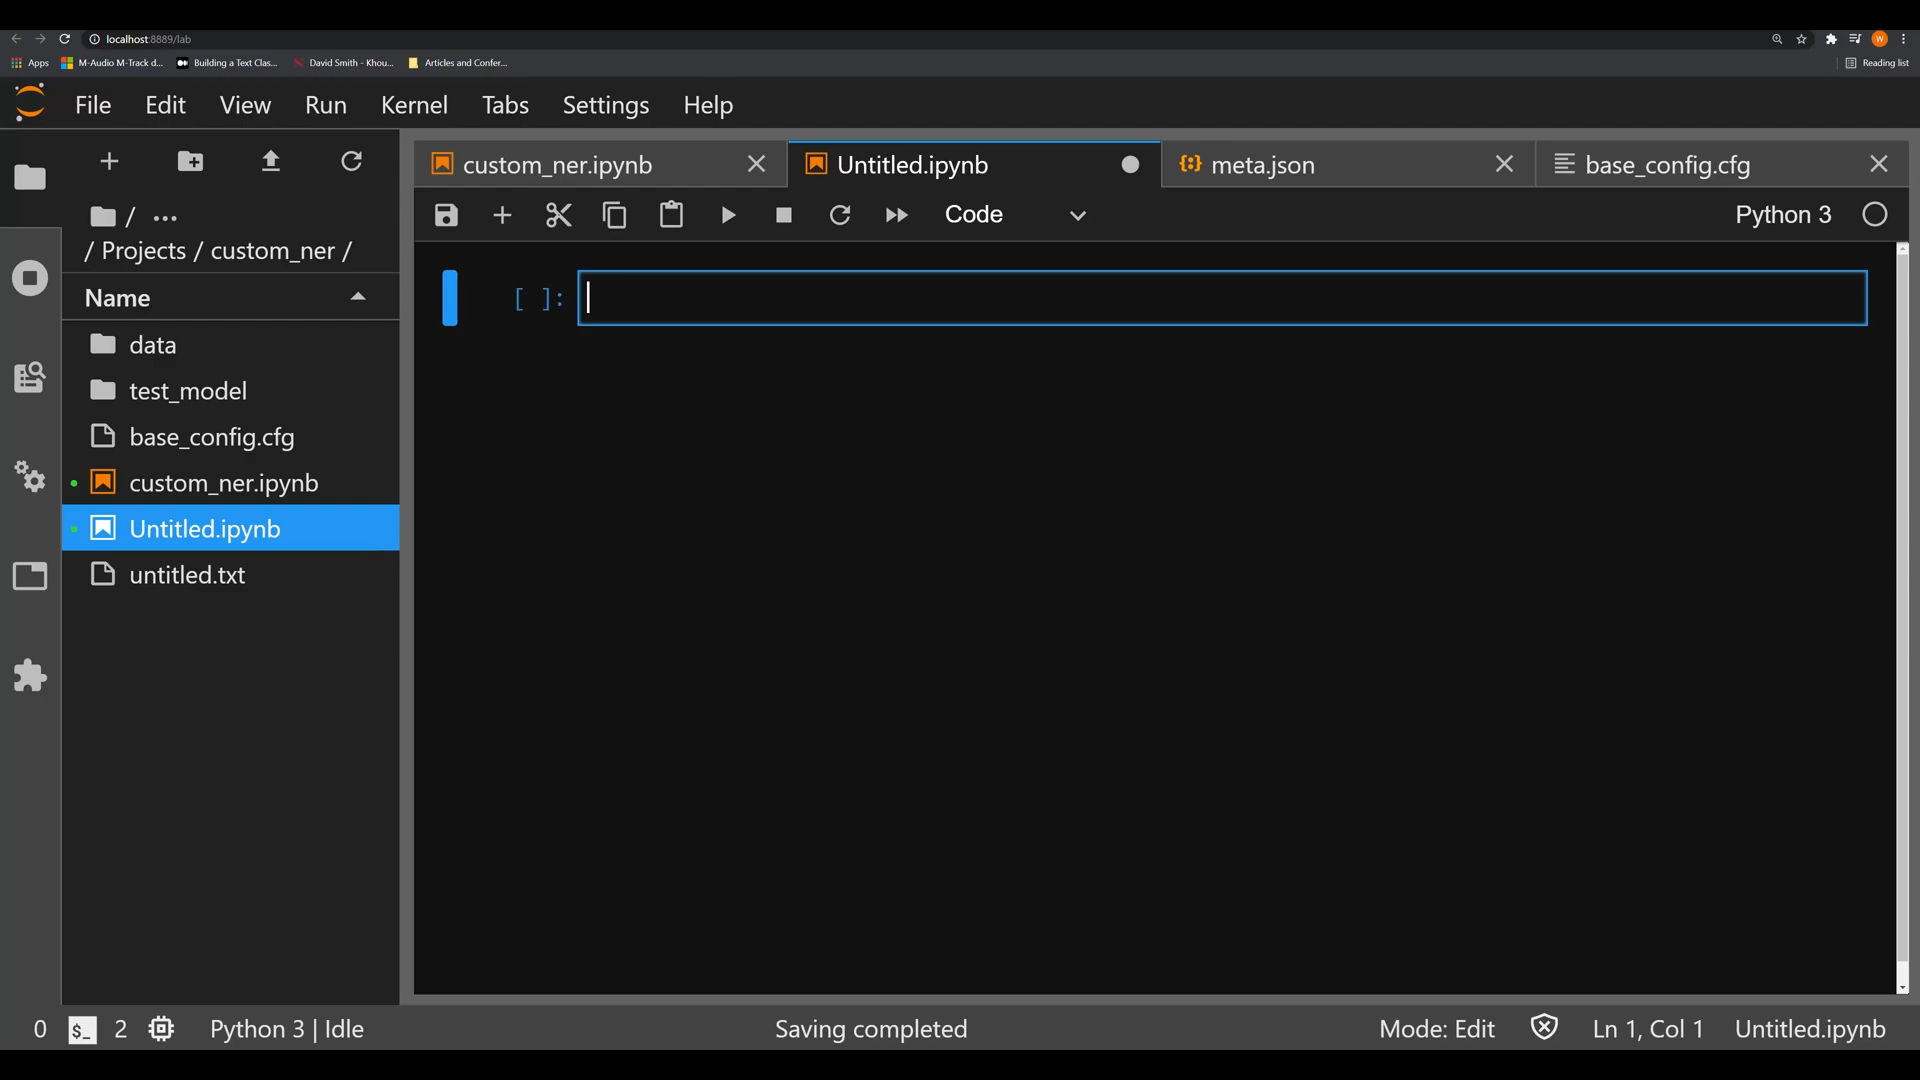 localhost:8889/lab
Apps M-Audio M-Track d... Building a Text Clas... David Smith - Khou... Articles and Confer... Reading list
W
File Edit View Run Kernel Tabs Settings Help
custom_ner.ipynb Untitled.ipynb meta.json base_config.cfg
Code Python 3
/ ...
/ Projects / custom_ner /
Name
[ ]:
data
test_model
base_config.cfg
custom_ner.ipynb
Untitled.ipynb
untitled.txt
0 $_ 2 Python 3 | Idle Saving completed Mode: Edit Ln 1, Col 1 Untitled.ipynb